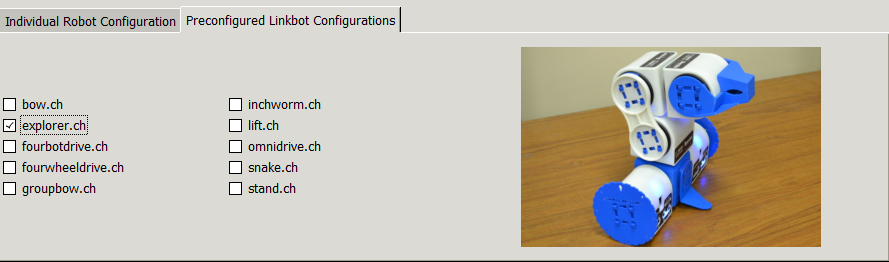 Individual Robot Configuration
Preconfigured Linkbot Configurations
bow.ch
explorer.ch
fourbotdrive.ch
fourwheeldrive.ch
groupbow.ch
inchworm.ch
lift.ch
omnidrive.ch
snake.ch
stand.ch